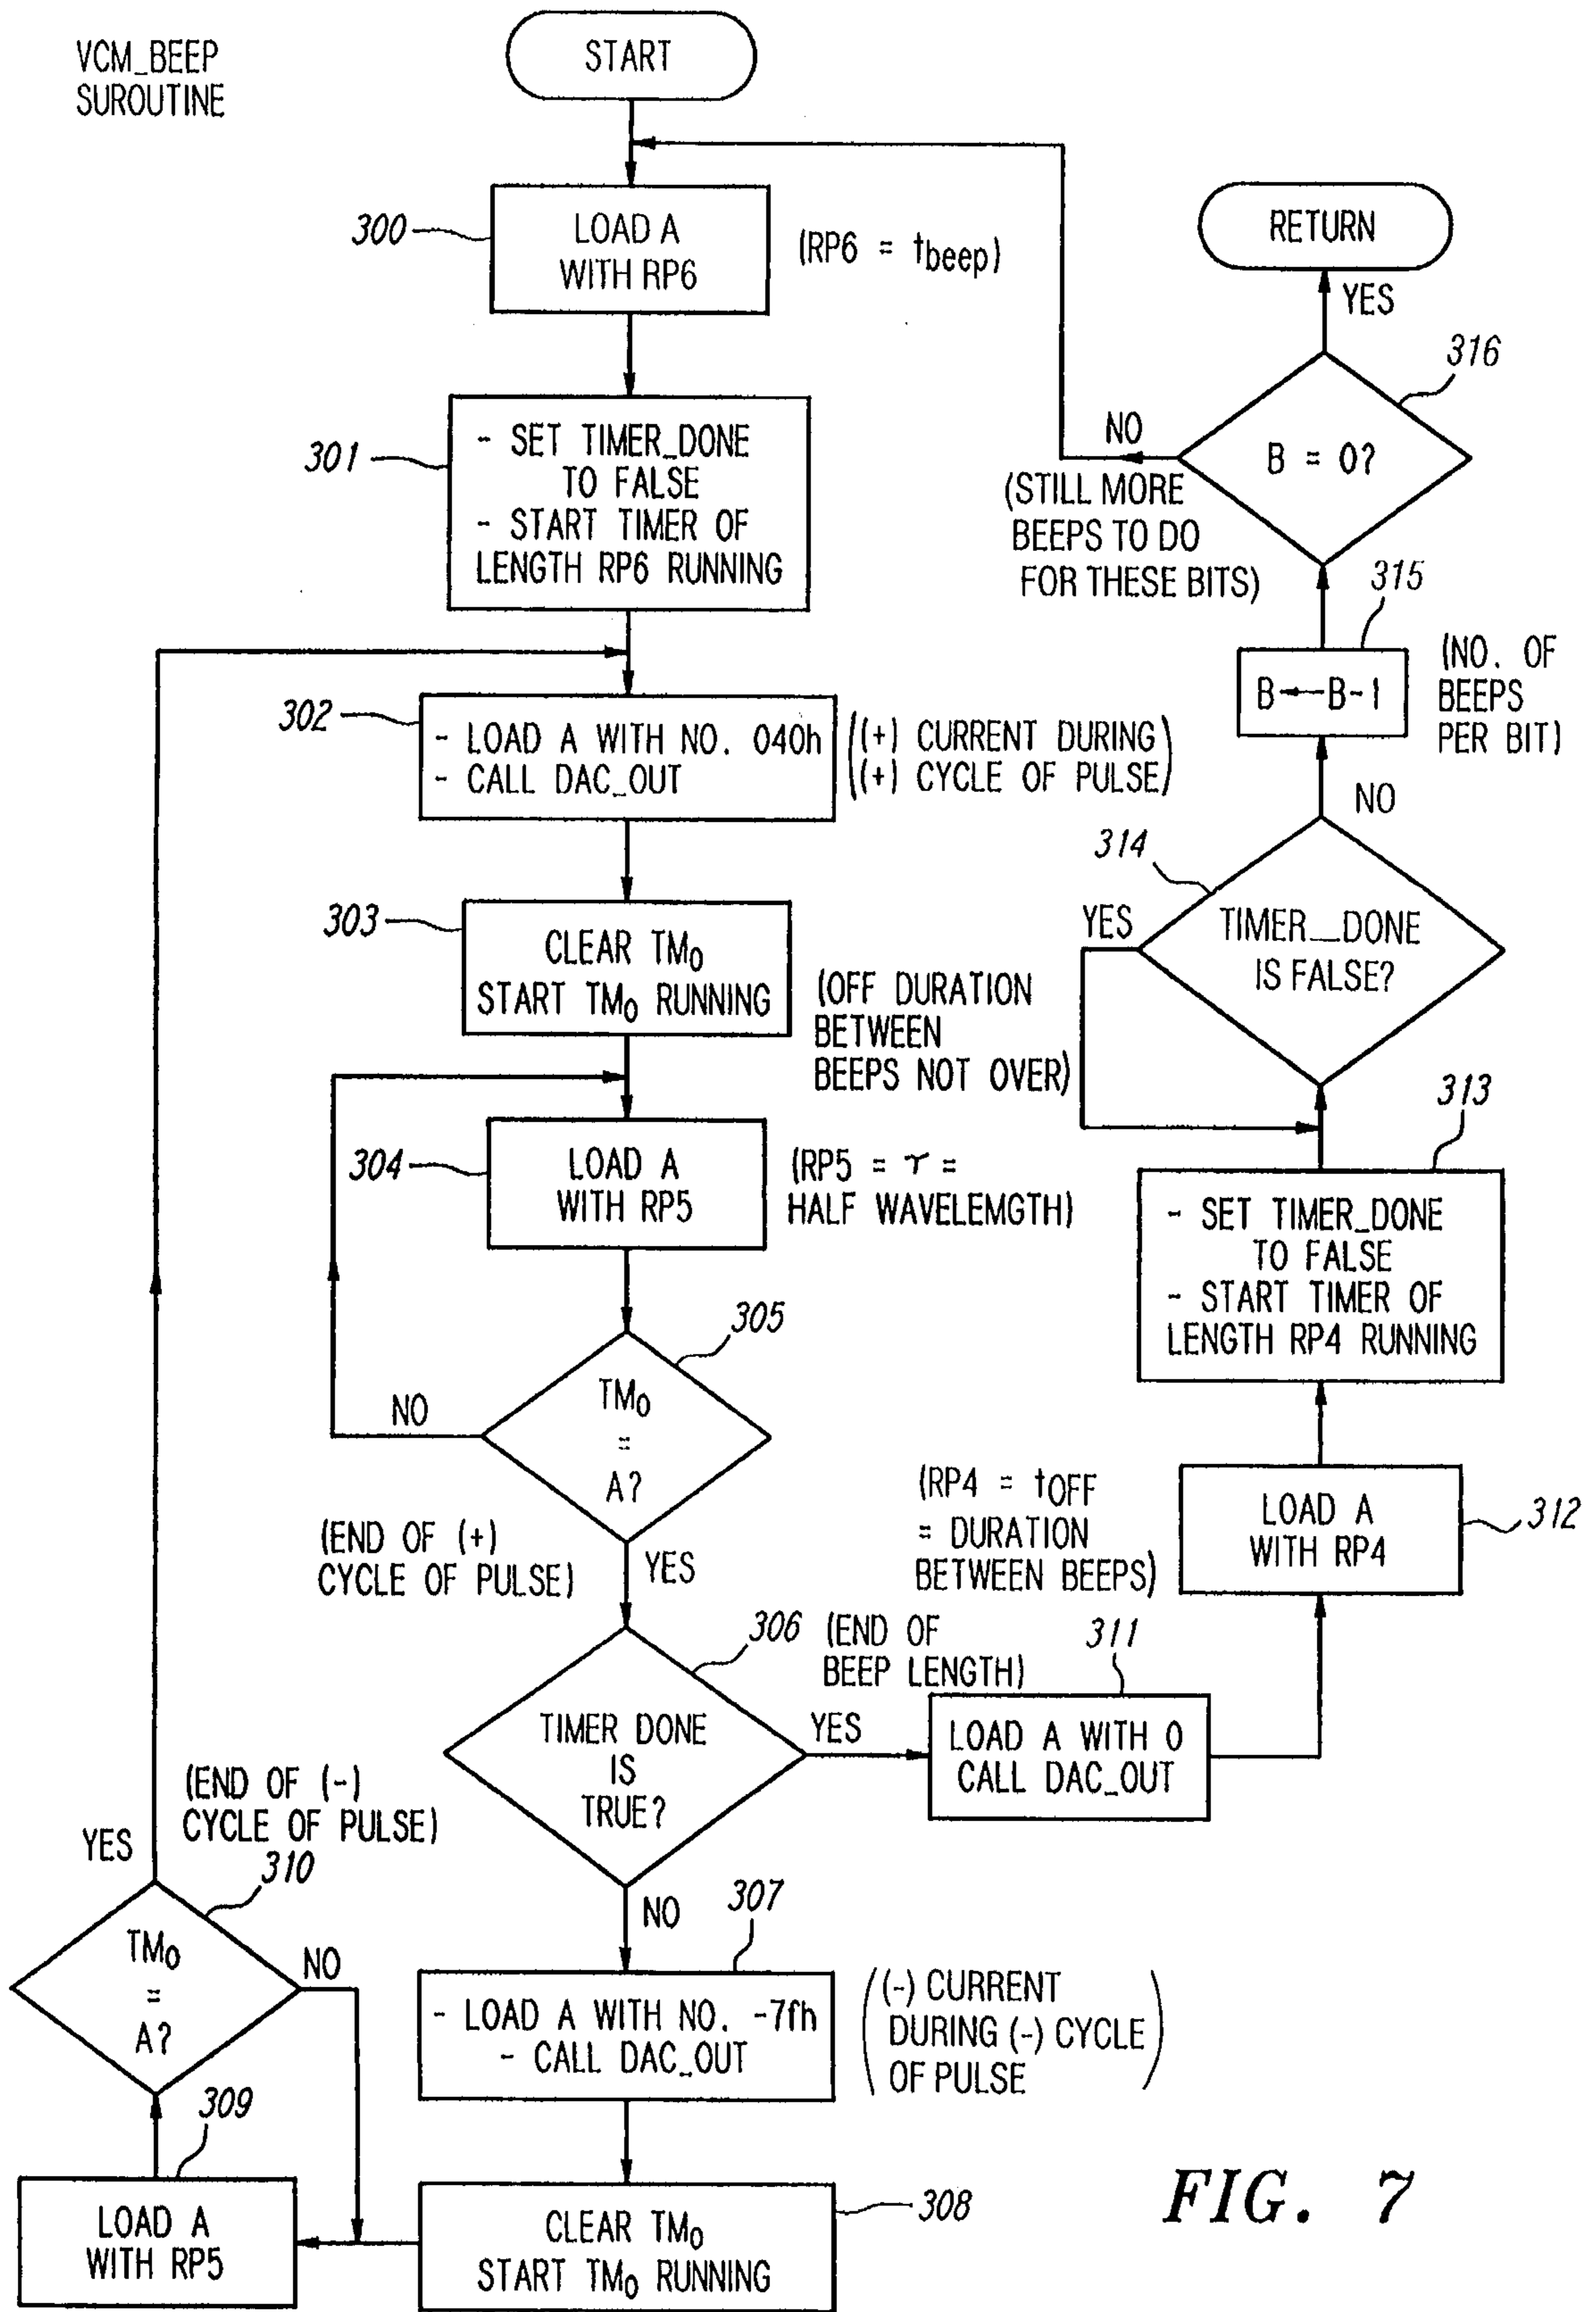 VCM_BEEP
SUROUTINE
START
300
LOAD A
WITH RP6
(RP6 = tbeep)
301
- SET TIMER_DONE
TO FALSE
- START TIMER OF
LENGTH RP6 RUNNING
302
- LOAD A WITH NO. 040h
- CALL DAC_OUT
((+) CURRENT DURING)
((+) CYCLE OF PULSE)
303
CLEAR TM0
START TM0 RUNNING
304
LOAD A
WITH RP5
(RP5 = τ =
HALF WAVELEMGTH)
305
TM0
=
A?
NO
(END OF (+)
CYCLE OF PULSE)
YES
306
TIMER DONE
IS
TRUE?
YES
(END OF
BEEP LENGTH)
NO
307
- LOAD A WITH NO. -7fh
- CALL DAC_OUT
((-) CURRENT
DURING (-) CYCLE
OF PULSE)
308
CLEAR TM0
START TM0 RUNNING
309
LOAD A
WITH RP5
310
TM0
=
A?
NO
YES
(END OF (-)
CYCLE OF PULSE)
311
LOAD A WITH 0
CALL DAC_OUT
312
LOAD A
WITH RP4
(RP4 = tOFF
= DURATION
BETWEEN BEEPS)
313
- SET TIMER_DONE
TO FALSE
- START TIMER OF
LENGTH RP4 RUNNING
314
TIMER_DONE
IS FALSE?
YES
(OFF DURATION
BETWEEN
BEEPS NOT OVER)
NO
315
B←B-1
(NO. OF
BEEPS
PER BIT)
316
B = 0?
NO
(STILL MORE
BEEPS TO DO
FOR THESE BITS)
YES
RETURN
FIG. 7